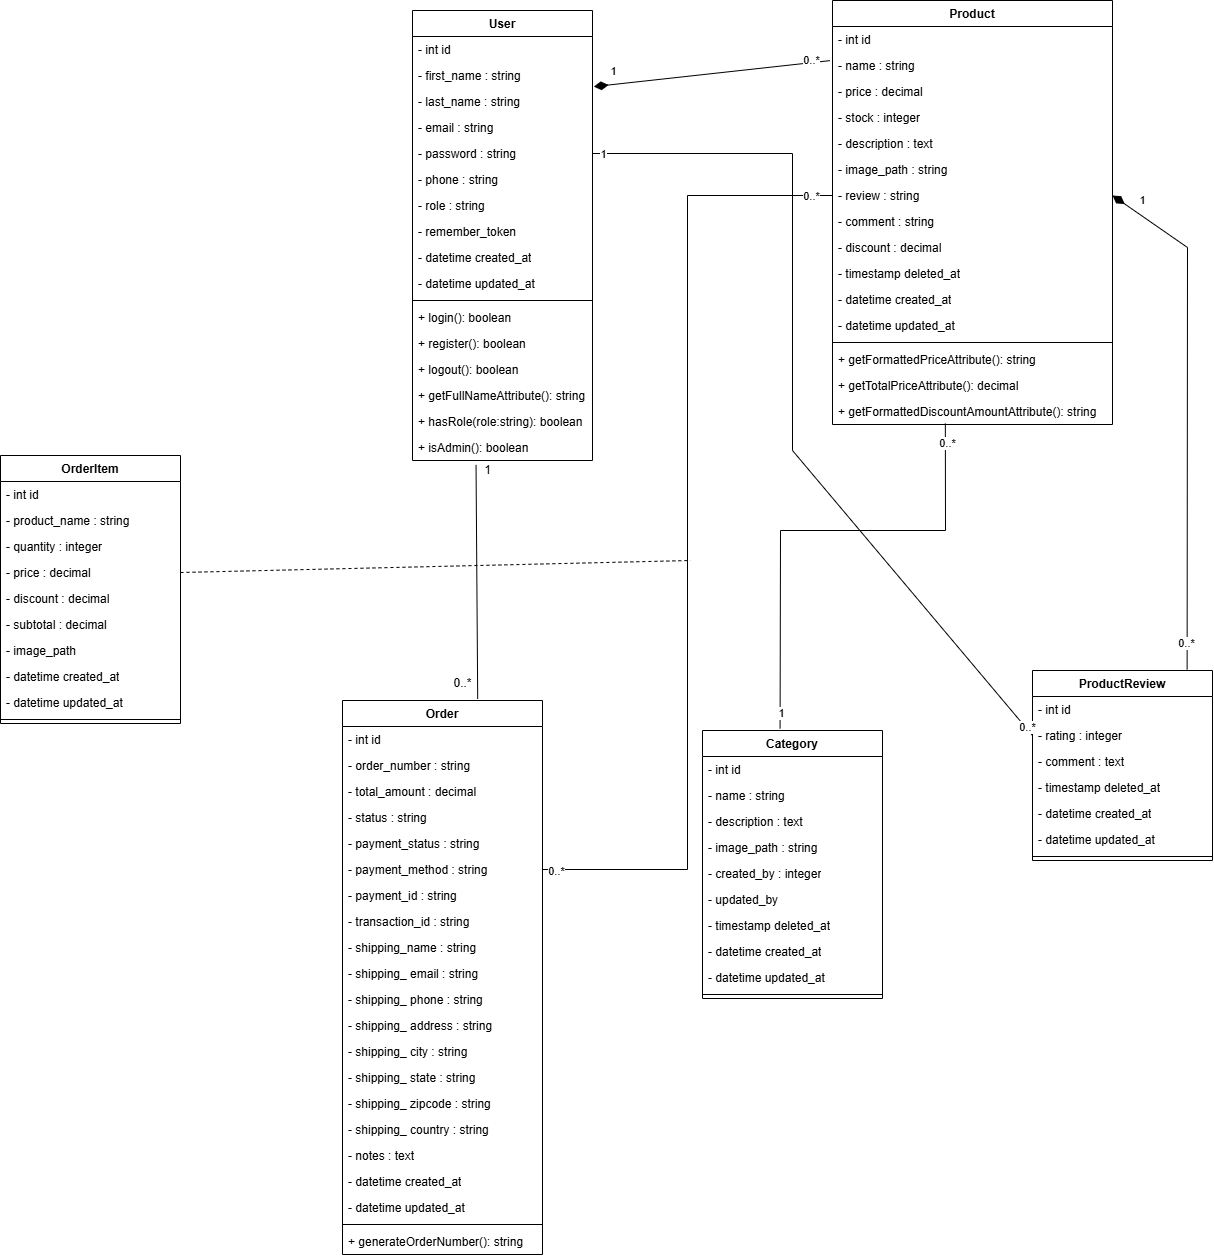 User
- int id
- first_name : string
- last_name : string
- email : string
- password : string
- phone : string
- role : string
- remember_token
- datetime created_at
- datetime updated_at
+ login(): boolean
+ register(): boolean
+ logout(): boolean
+ getFullNameAttribute(): string
+ hasRole(role:string): boolean
+ isAdmin(): boolean
1
0..*
1
0..*
1
Product
- int id
- name : string
- price : decimal
- stock : integer
- description : text
- image_path : string
- review : string
- comment : string
- discount : decimal
- timestamp deleted_at
- datetime created_at
- datetime updated_at
+ getFormattedPriceAttribute(): string
+ getTotalPriceAttribute(): decimal
+ getFormattedDiscountAmountAttribute(): string
1
0..*
OrderItem
- int id
- product_name : string
- quantity : integer
- price : decimal
- discount : decimal
- subtotal : decimal
- image_path
- datetime created_at
- datetime updated_at
0..*
Order
- int id
- order_number : string
- total_amount : decimal
- status : string
- payment_status : string
- payment_method : string
- payment_id : string
- transaction_id : string
- shipping_name : string
- shipping_ email : string
- shipping_ phone : string
- shipping_ address : string
- shipping_ city : string
- shipping_ state : string
- shipping_ zipcode : string
- shipping_ country : string
- notes : text
- datetime created_at
- datetime updated_at
+ generateOrderNumber(): string
0..*
1
Category
- int id
- name : string
- description : text
- image_path : string
- created_by : integer
- updated_by
- timestamp deleted_at
- datetime created_at
- datetime updated_at
0..*
0..*
ProductReview
- int id
- rating : integer
- comment : text
- timestamp deleted_at
- datetime created_at
- datetime updated_at